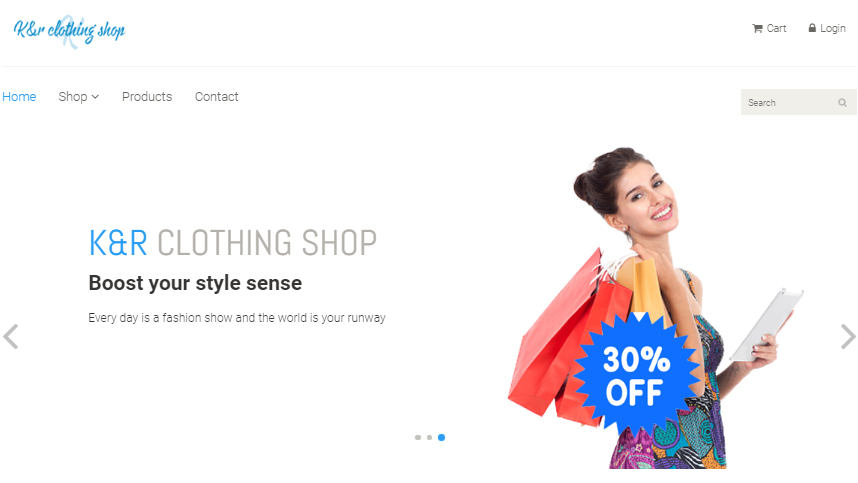 K&r clothing shop
Cart Login
Home Shop Products Contact
Search
K&R CLOTHING SHOP
Boost your style sense
Every day is a fashion show and the world is your runway
30%
OFF